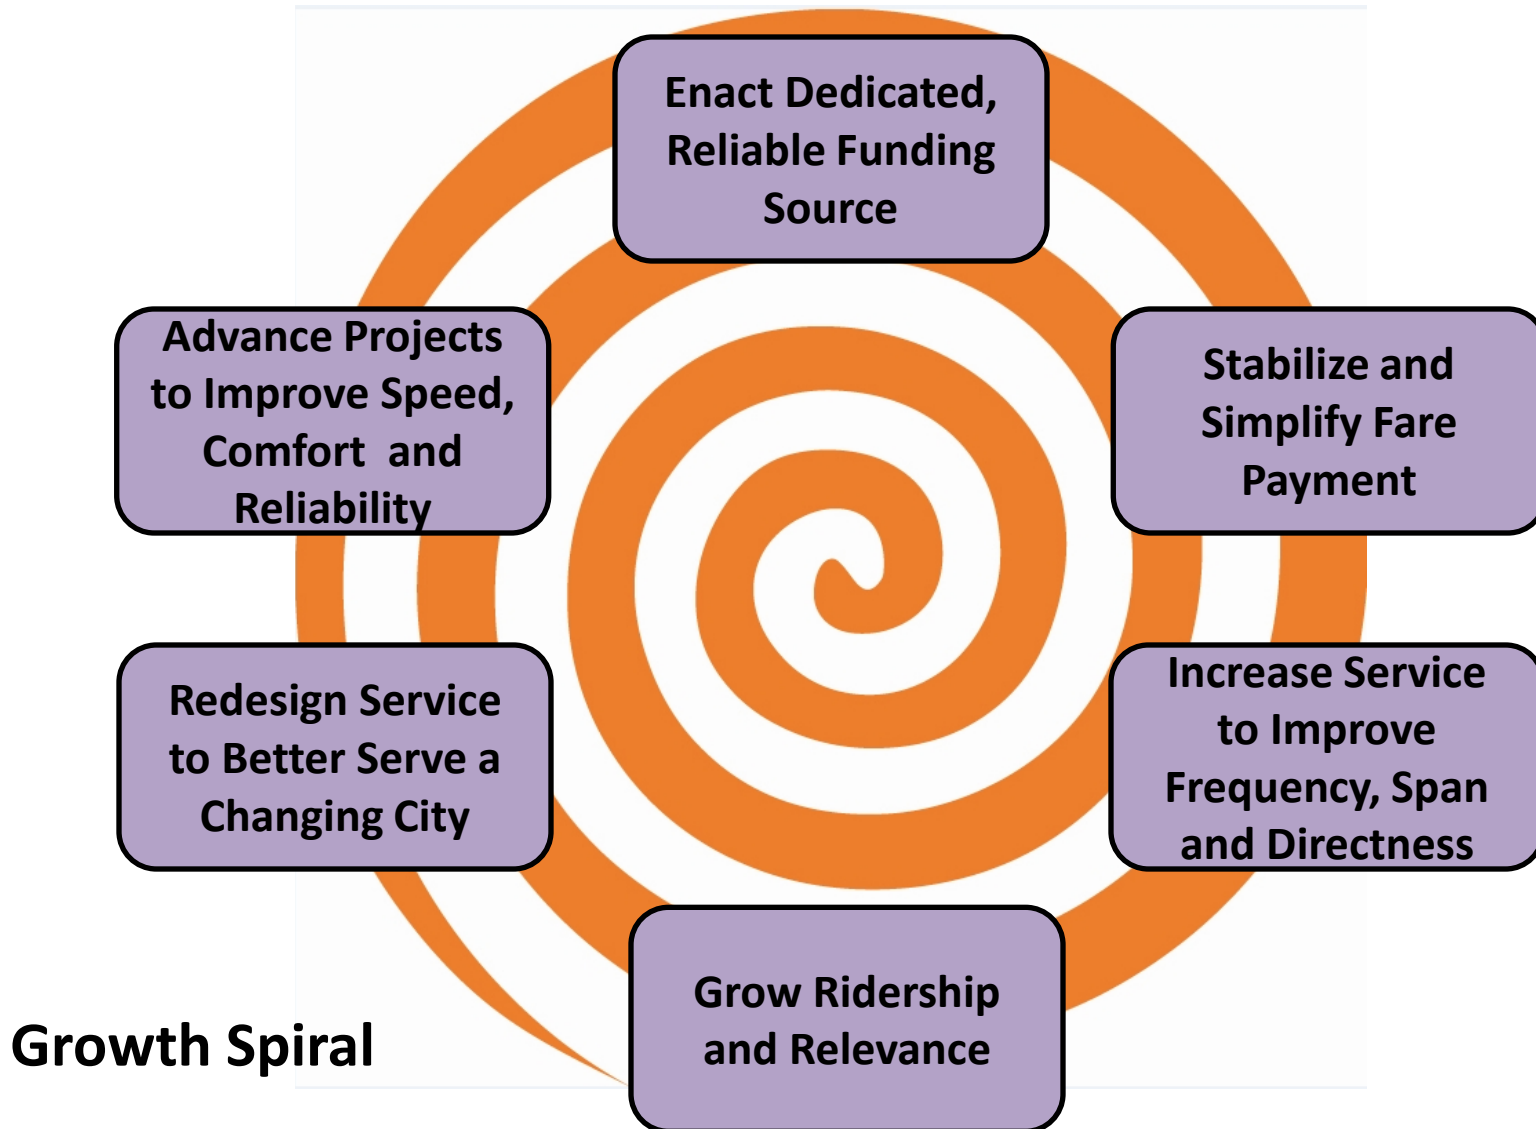 Enact Dedicated,
Reliable Funding
Source
Advance Projects
to Improve Speed,
Comfort  and
Reliability
Stabilize and
Simplify Fare
Payment
Redesign Service
to Better Serve a
Changing City
Increase Service
to Improve
Frequency, Span
and Directness
Grow Ridership
and Relevance
Growth Spiral